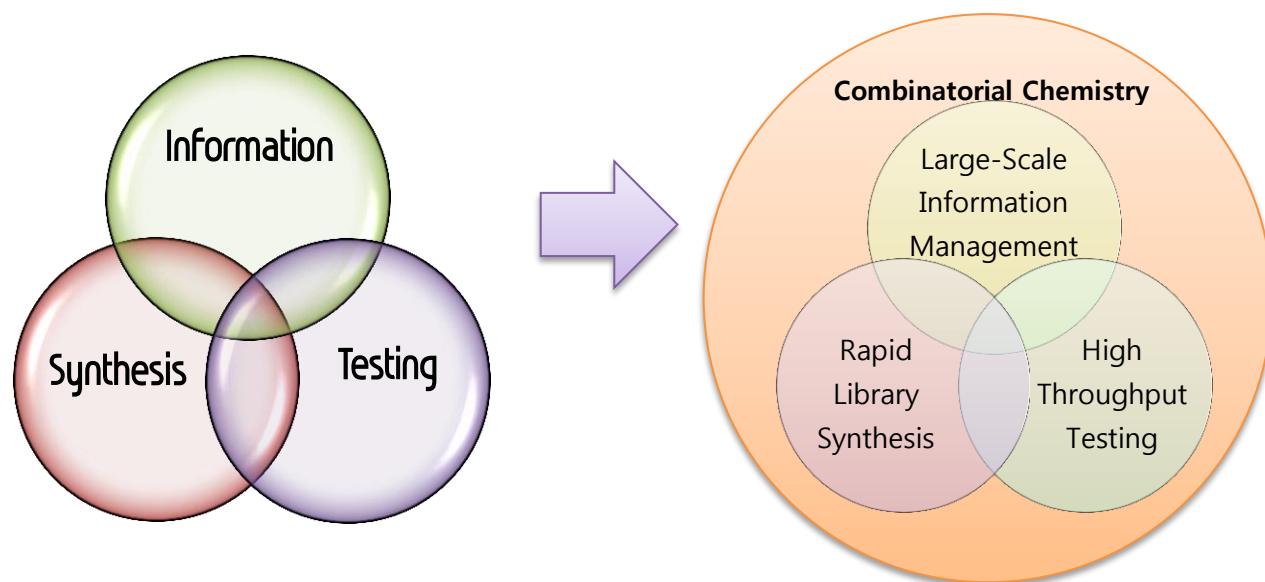 Information
Synthesis
Testing
Combinatorial Chemistry
Large-Scale
Information
Management
Rapid
Library
Synthesis
High
Throughput
Testing